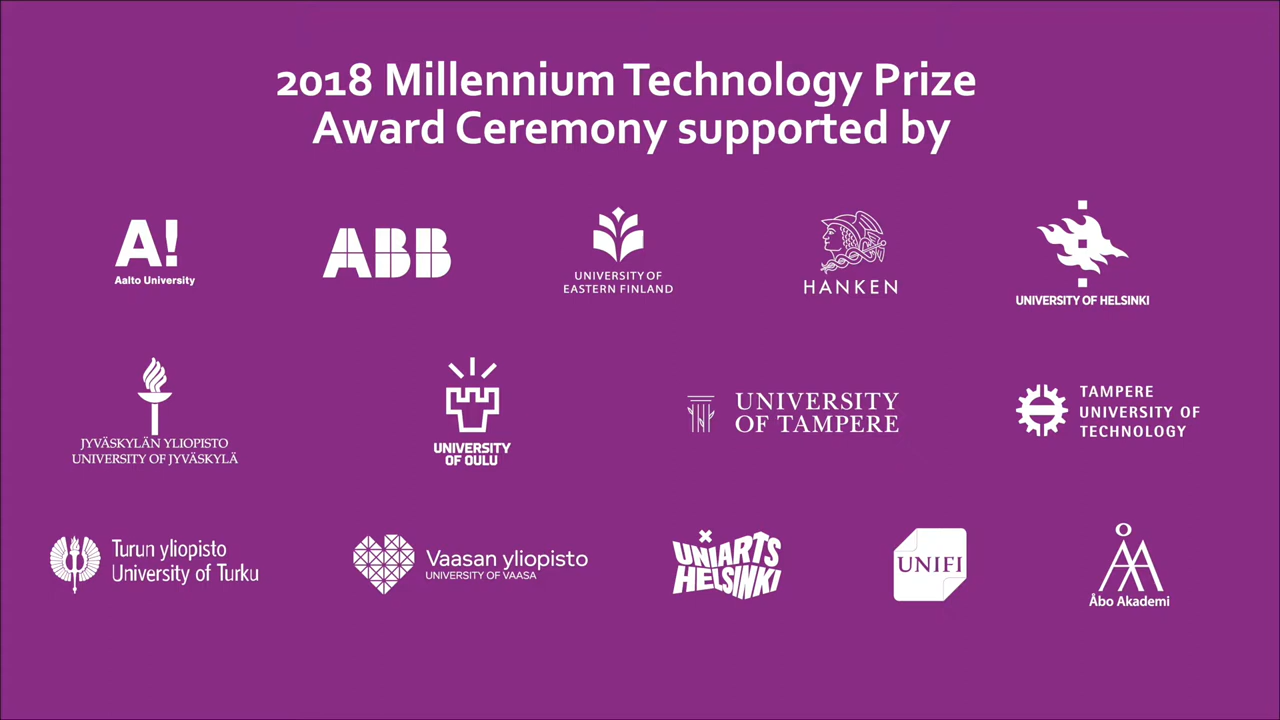 2018 Millennium Technology Prize
Award Ceremony supported by
A!
Aalto University
ABB
UNIVERSITY OF
EASTERN FINLAND
HANKEN
UNIVERSITY OF HELSINKI
JYVÄSKYLÄN YLIOPISTO
UNIVERSITY OF JYVÄSKYLÄ
UNIVERSITY
OF OULU
UNIVERSITY
OF TAMPERE
TAMPERE
UNIVERSITY OF
TECHNOLOGY
Turun yliopisto
University of Turku
Vaasan yliopisto
UNIVERSITY OF VAASA
UNIARTS
HELSINKI
UNIFI
ÅA
Åbo Akademi